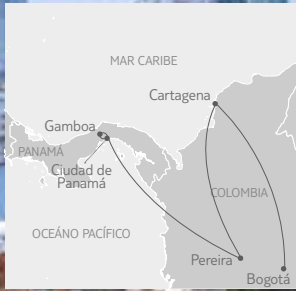 MAR CARIBE
Cartagena
Gamboa
PANAMÁ
Ciudad de
Panamá
COLOMBIA
OCEÁNO PACÍFICO
Pereira
Bogotá